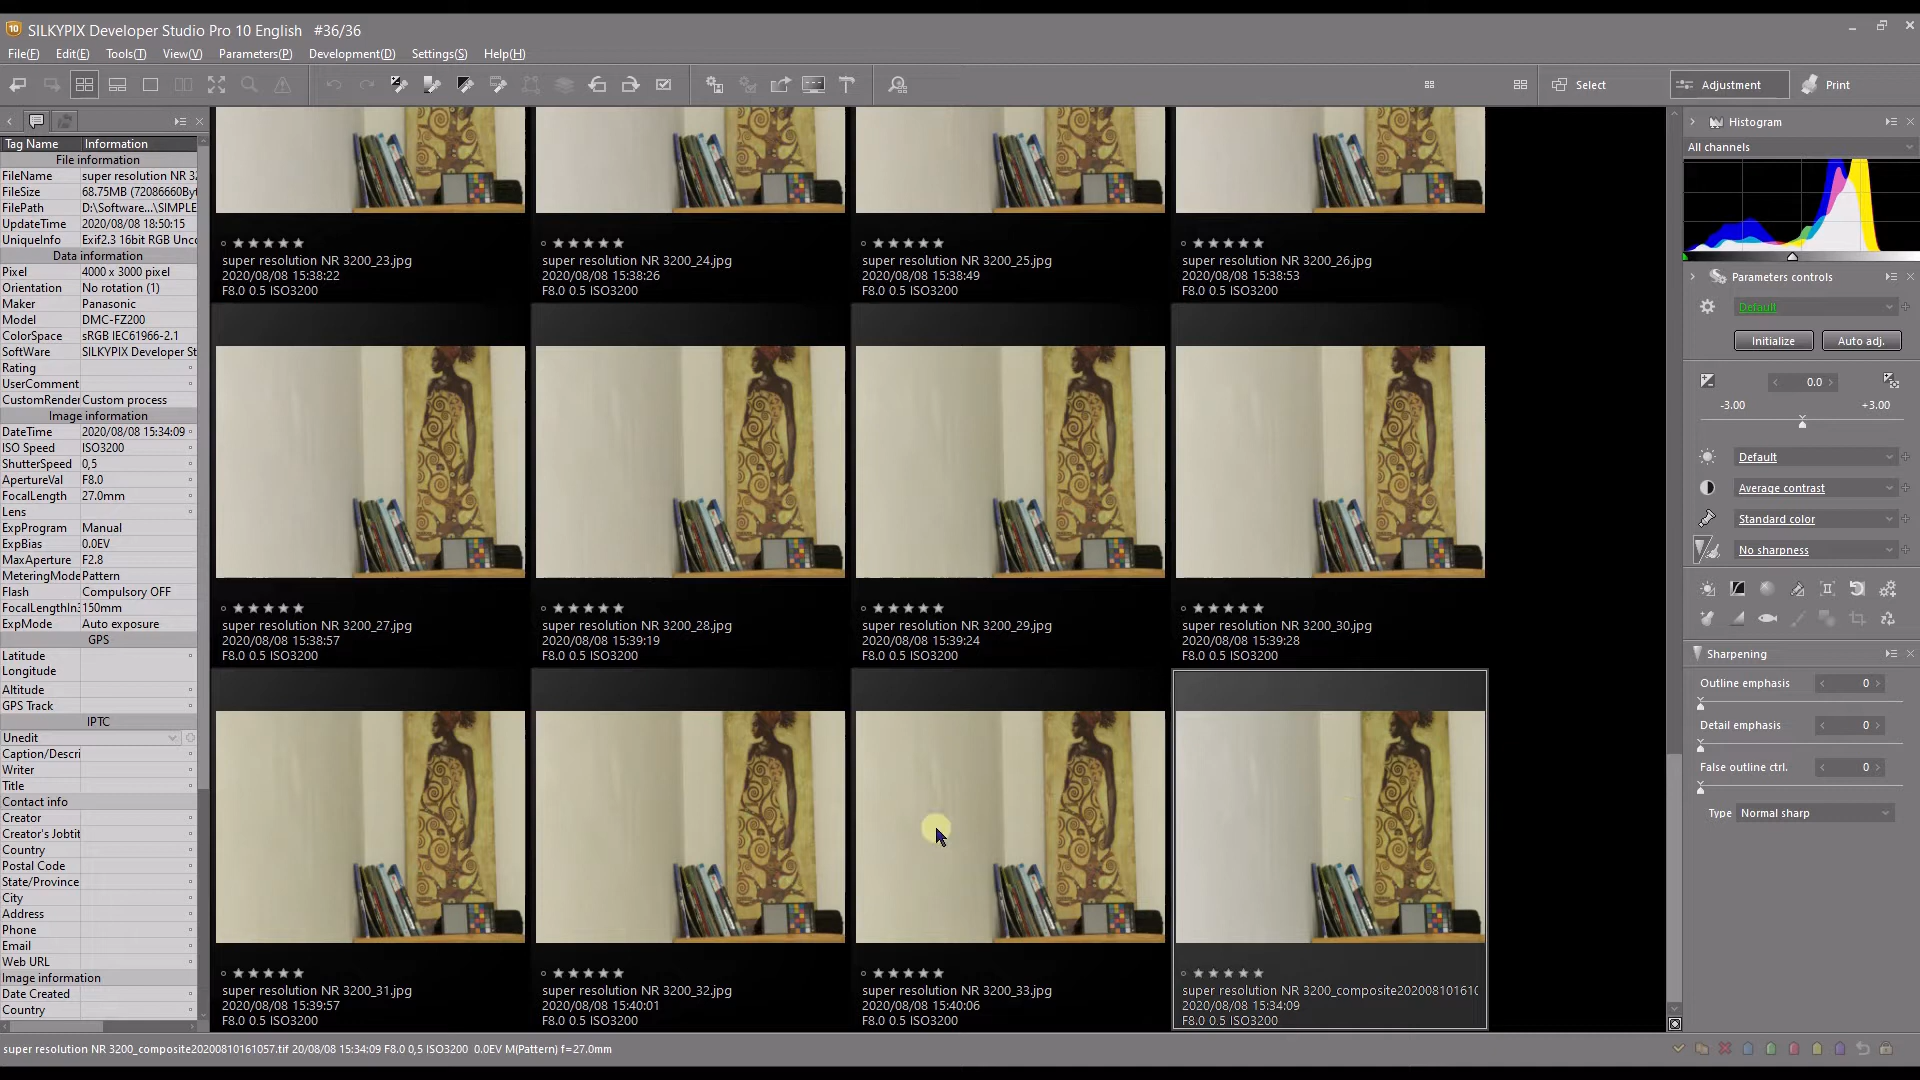 SILKYPIX Developer Studio Pro 10 English #36/36
File(F) Edit(E) Tools(T) View(V) Parameters(P) Development(D) Settings(S) Help(H)
Select Adjustment Print
Tag Name Information
File information
FileName super resolution NR 32
FileSize 68.75MB (72086660By
FilePath D:\Software...\SIMPLE
UpdateTime 2020/08/08 18:50:15
UniqueInfo Exif2.3 16bit RGB Unco
Data information
Pixel 4000 x 3000 pixel
Orientation No rotation (1)
Maker Panasonic
Model DMC-FZ200
ColorSpace sRGB IEC61966-2.1
SoftWare SILKYPIX Developer St
Rating
UserComment
CustomRender Custom process
Image information
DateTime 2020/08/08 15:34:09
ISO Speed ISO3200
ShutterSpeed 0,5
ApertureVal F8.0
FocalLength 27.0mm
Lens
ExpProgram Manual
ExpBias 0.0EV
MaxAperture F2.8
MeteringMode Pattern
Flash Compulsory OFF
FocalLengthIn3 150mm
ExpMode Auto exposure
GPS
Latitude
Longitude
Altitude
GPS Track
IPTC
Unedit
Caption/Descri
Writer
Title
Contact info
Creator
Creator's Jobtit
Country
Postal Code
State/Province
City
Address
Phone
Email
Web URL
Image information
Date Created
Country
super resolution NR 3200_23.jpg
2020/08/08 15:38:22
F8.0 0.5 ISO3200
super resolution NR 3200_24.jpg
2020/08/08 15:38:26
F8.0 0.5 ISO3200
super resolution NR 3200_25.jpg
2020/08/08 15:38:49
F8.0 0.5 ISO3200
super resolution NR 3200_26.jpg
2020/08/08 15:38:53
F8.0 0.5 ISO3200
super resolution NR 3200_27.jpg
2020/08/08 15:38:57
F8.0 0.5 ISO3200
super resolution NR 3200_28.jpg
2020/08/08 15:39:19
F8.0 0.5 ISO3200
super resolution NR 3200_29.jpg
2020/08/08 15:39:24
F8.0 0.5 ISO3200
super resolution NR 3200_30.jpg
2020/08/08 15:39:28
F8.0 0.5 ISO3200
super resolution NR 3200_31.jpg
2020/08/08 15:39:57
F8.0 0.5 ISO3200
super resolution NR 3200_32.jpg
2020/08/08 15:40:01
F8.0 0.5 ISO3200
super resolution NR 3200_33.jpg
2020/08/08 15:40:06
F8.0 0.5 ISO3200
super resolution NR 3200_composite202008101610
2020/08/08 15:34:09
F8.0 0.5 ISO3200
Histogram
All channels
Parameters controls
Default
Initialize Auto adj.
0.0
-3.00 +3.00
Default
Average contrast
Standard color
No sharpness
Sharpening
Outline emphasis 0
Detail emphasis 0
False outline ctrl. 0
Type Normal sharp
super resolution NR 3200_composite20200810161057.tif 20/08/08 15:34:09 F8.0 0,5 ISO3200 0.0EV M(Pattern) f=27.0mm